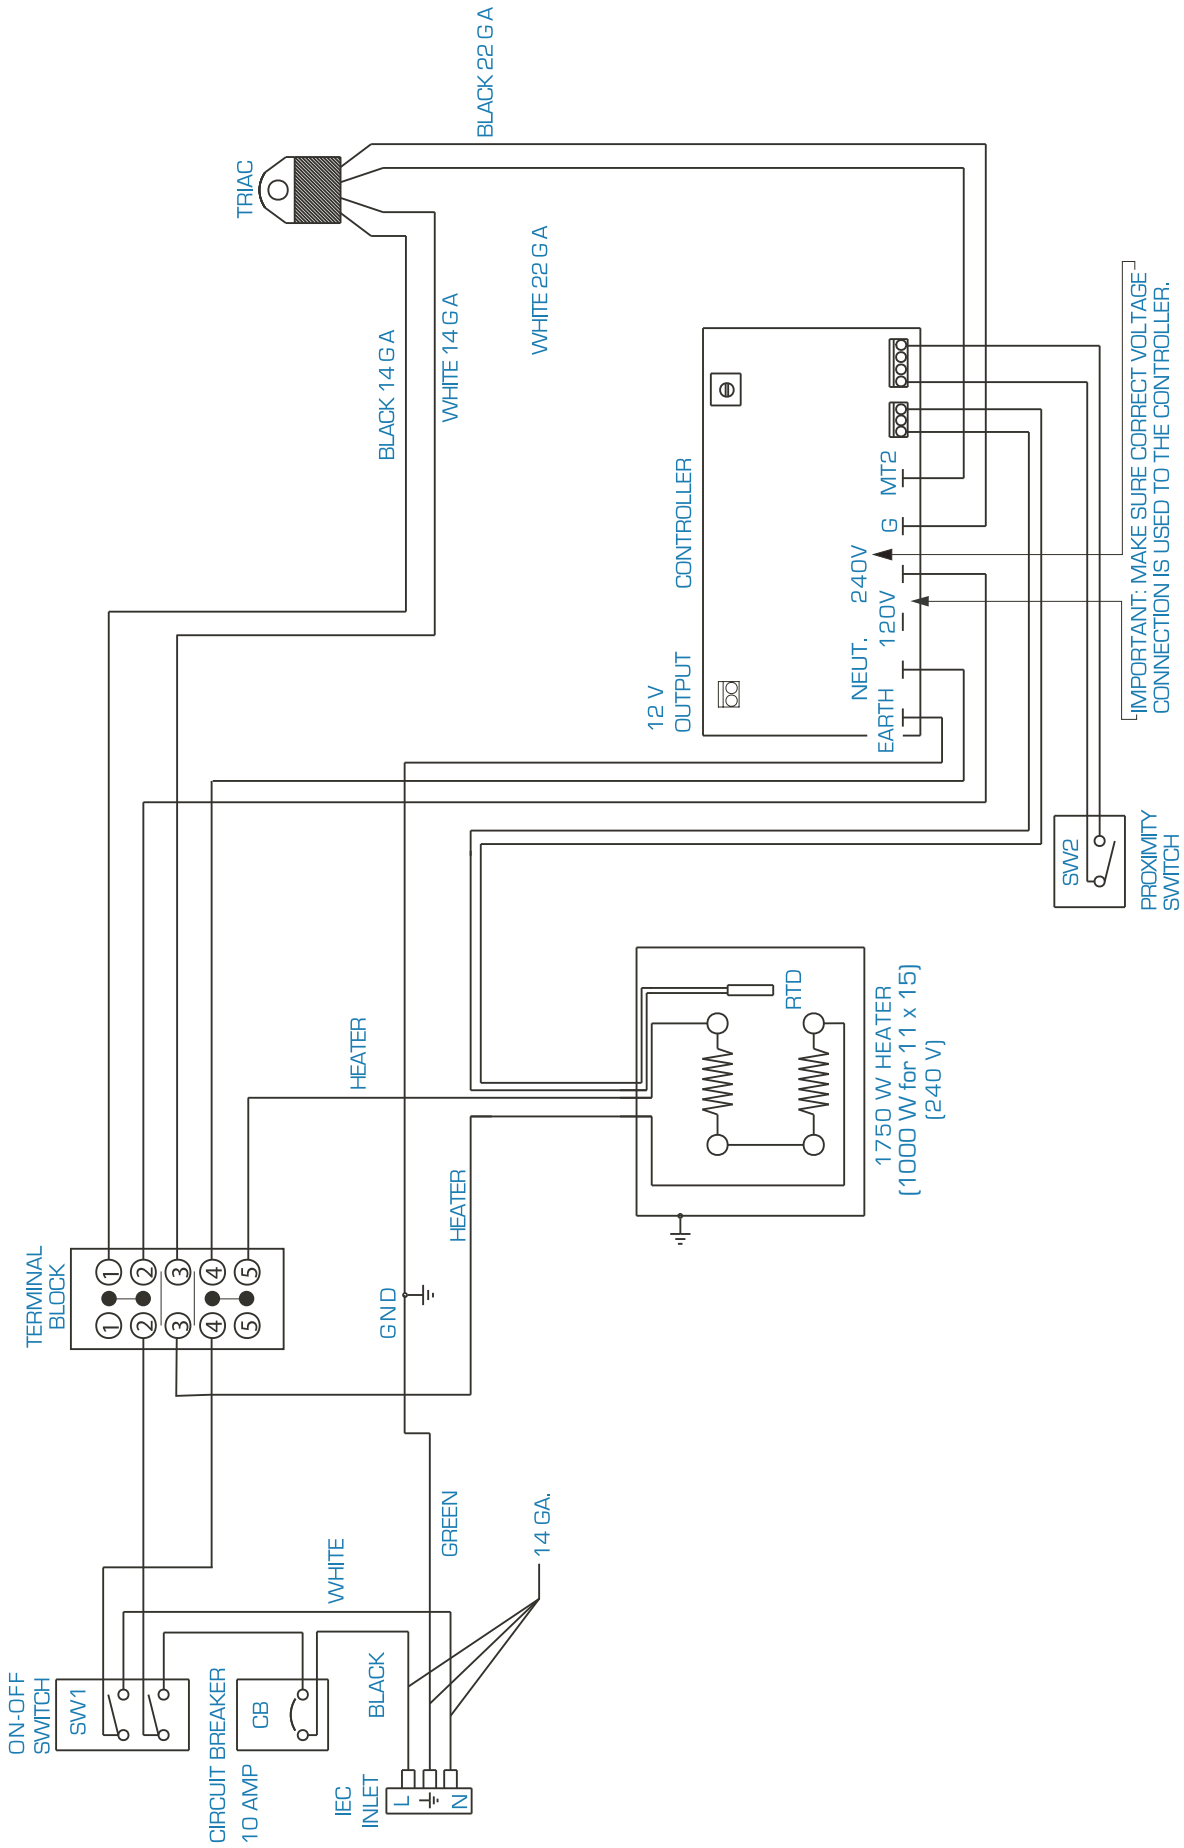 ON-OFF
SWITCH
SW1
CIRCUIT BREAKER
10 AMP
CB
IEC
INLET
L
N
BLACK
WHITE
GREEN
14 GA.
TERMINAL
BLOCK
1 2 3 4 5
1 2 3 4 5
GND
HEATER
HEATER
RTD
1750 W HEATER
(1000 W for 11 x 15)
(240 V)
TRIAC
BLACK 14 GA
WHITE 14 GA
BLACK 22 GA
WHITE 22 GA
12 V
OUTPUT
CONTROLLER
EARTH
NEUT.
120V
240V
G
MT2
SW2
PROXIMITY
SWITCH
IMPORTANT: MAKE SURE CORRECT VOLTAGE
CONNECTION IS USED TO THE CONTROLLER.